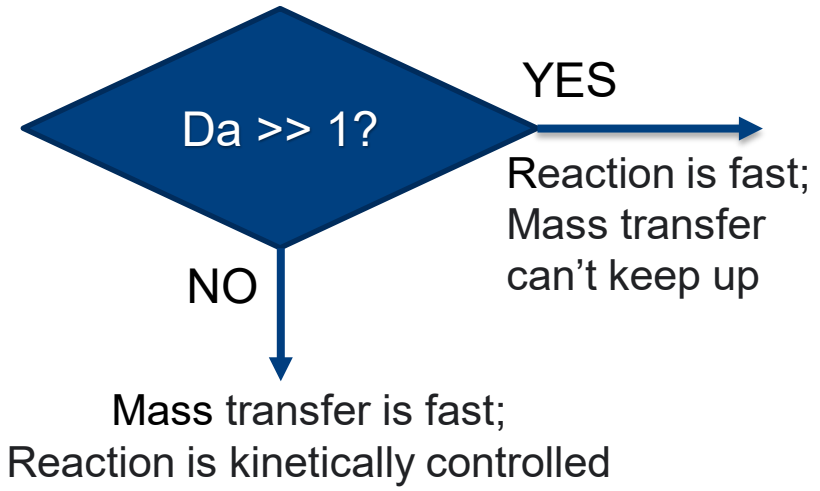 Da >> 1?
YES
Reaction is fast;
Mass transfer
can’t keep up
NO
Mass transfer is fast;
Reaction is kinetically controlled